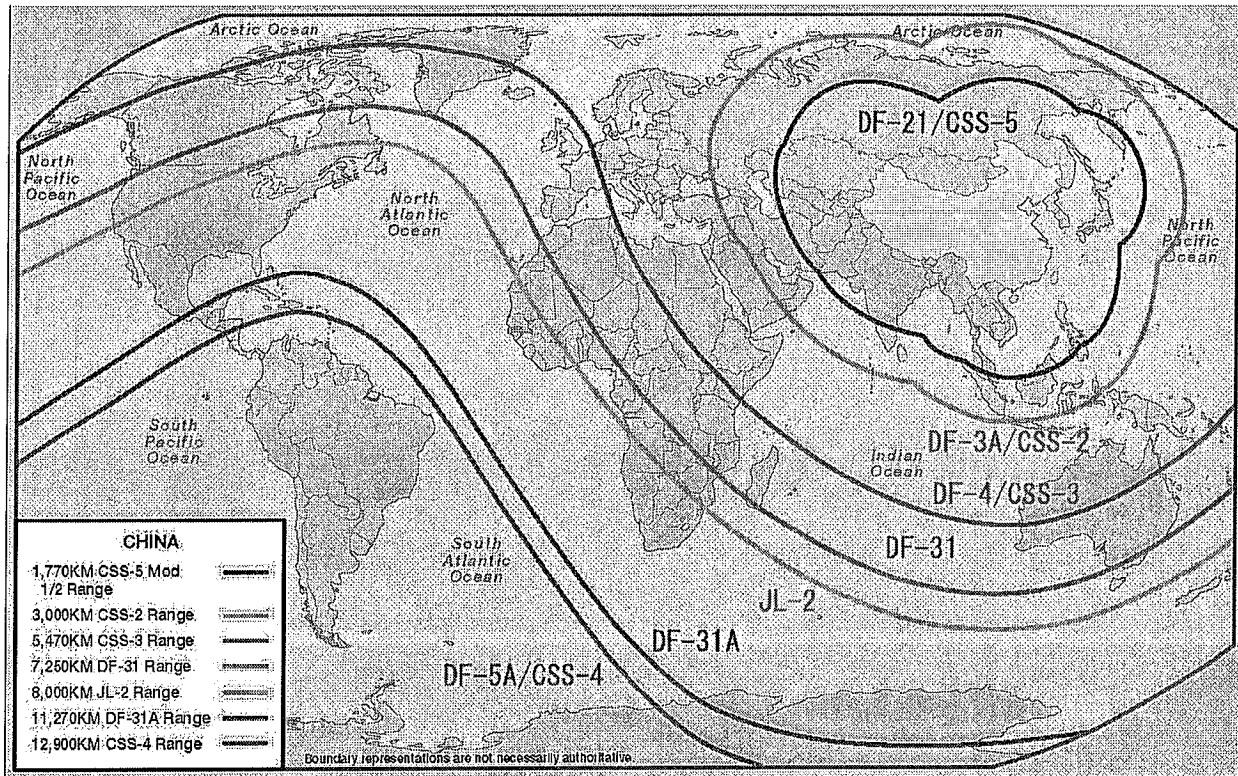 Arctic Ocean
Arctic Ocean
DF-21/CSS-5
North
Pacific
Ocean
North
Atlantic
Ocean
North
Pacific
Ocean
South
Pacific
Ocean
DF-3A/CSS-2
Indian
Ocean
DF-4/CSS-3
DF-31
JL-2
South
Atlantic
Ocean
DF-31A
DF-5A/CSS-4
CHINA
1,770KM CSS-5 Mod
1/2 Range
3,000KM CSS-2 Range
5,470KM CSS-3 Range
7,250KM DF-31 Range
8,000KM JL-2 Range
11,270KM DF-31A Range
12,900KM CSS-4 Range
Boundary representations are not necessarily authoritative.